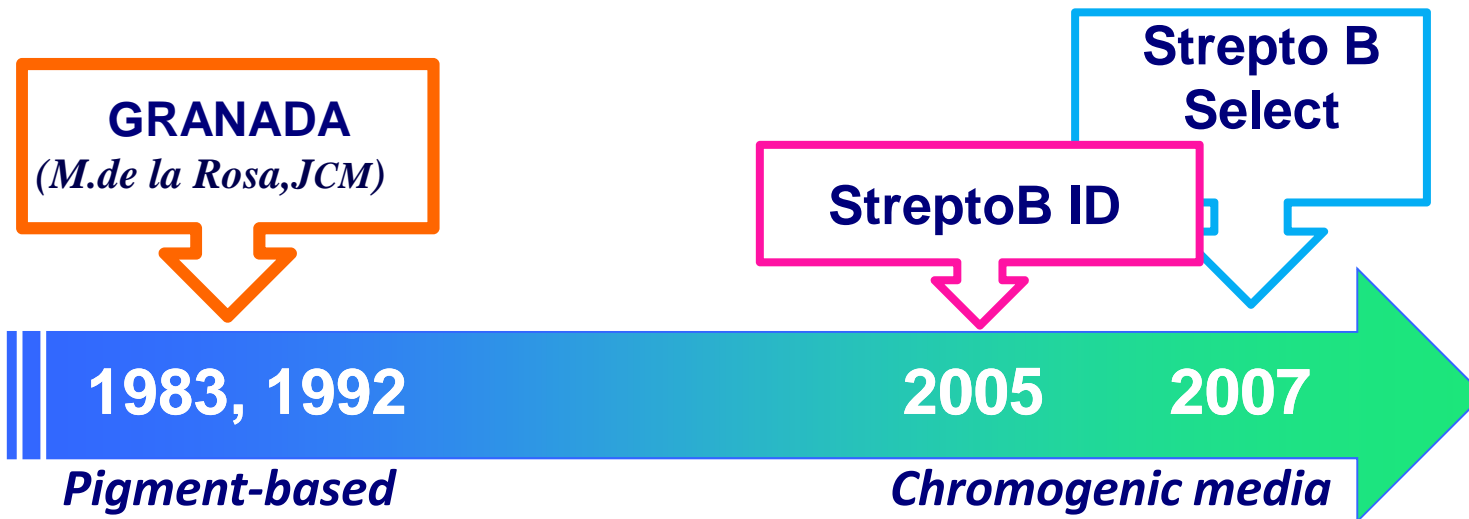 GRANADA
(M.de la Rosa,JCM)
StreptoB ID
Strepto B
Select
1983, 1992
2005
2007
Pigment-based
Chromogenic media